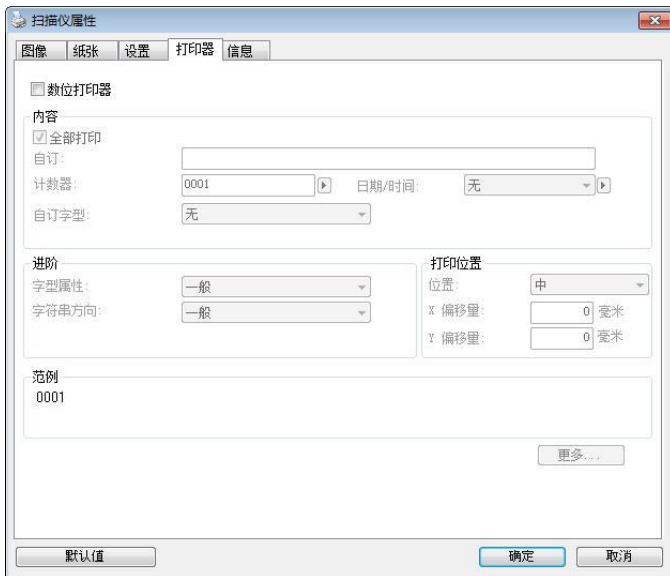 扫描仪属性
图像 纸张 设置 打印器 信息
数位打印器
内容
全部打印
自订:
计数器: 0001 日期/时间: 无
自订字型: 无
进阶
字型属性: 一般
字符串方向: 一般
打印位置
位置: 中
X 偏移量: 0 毫米
Y 偏移量: 0 毫米
范例
0001
更多...
默认值 确定 取消